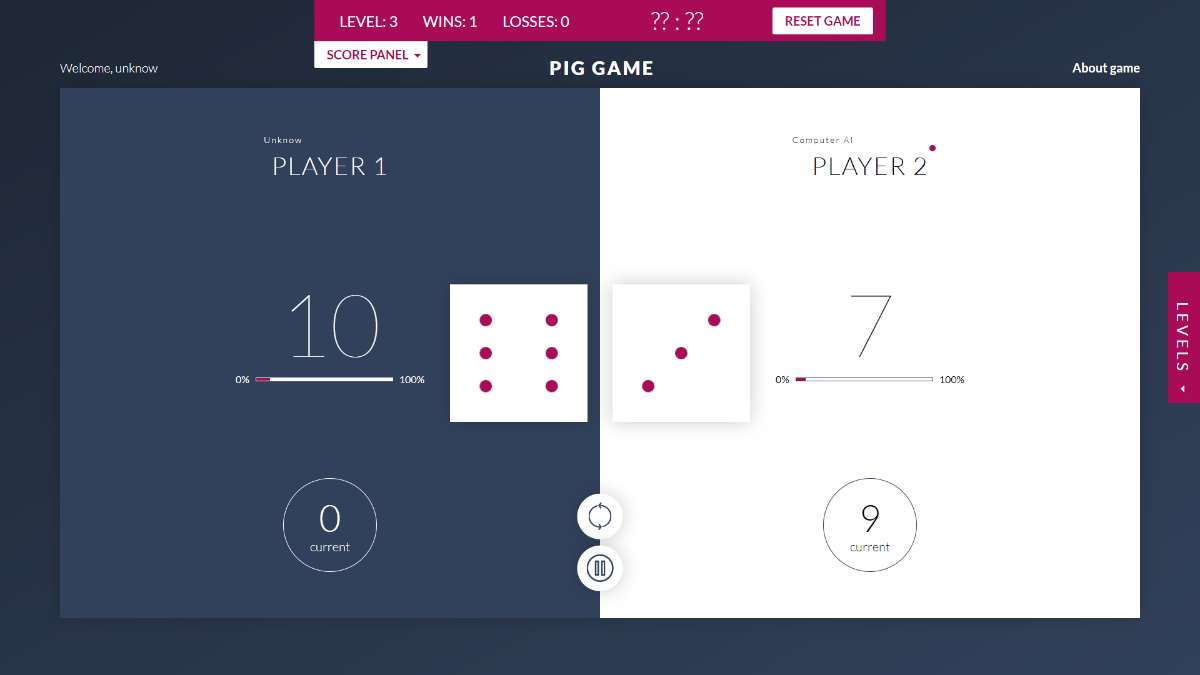 LEVEL: 3 WINS: 1 LOSSES: 0 ?? : ?? RESET GAME
SCORE PANEL
Welcome, unknow PIG GAME About game
Unknow
PLAYER 1
Computer AI
PLAYER 2
10
0% 100%
7
0% 100%
LEVELS
0
current
9
current